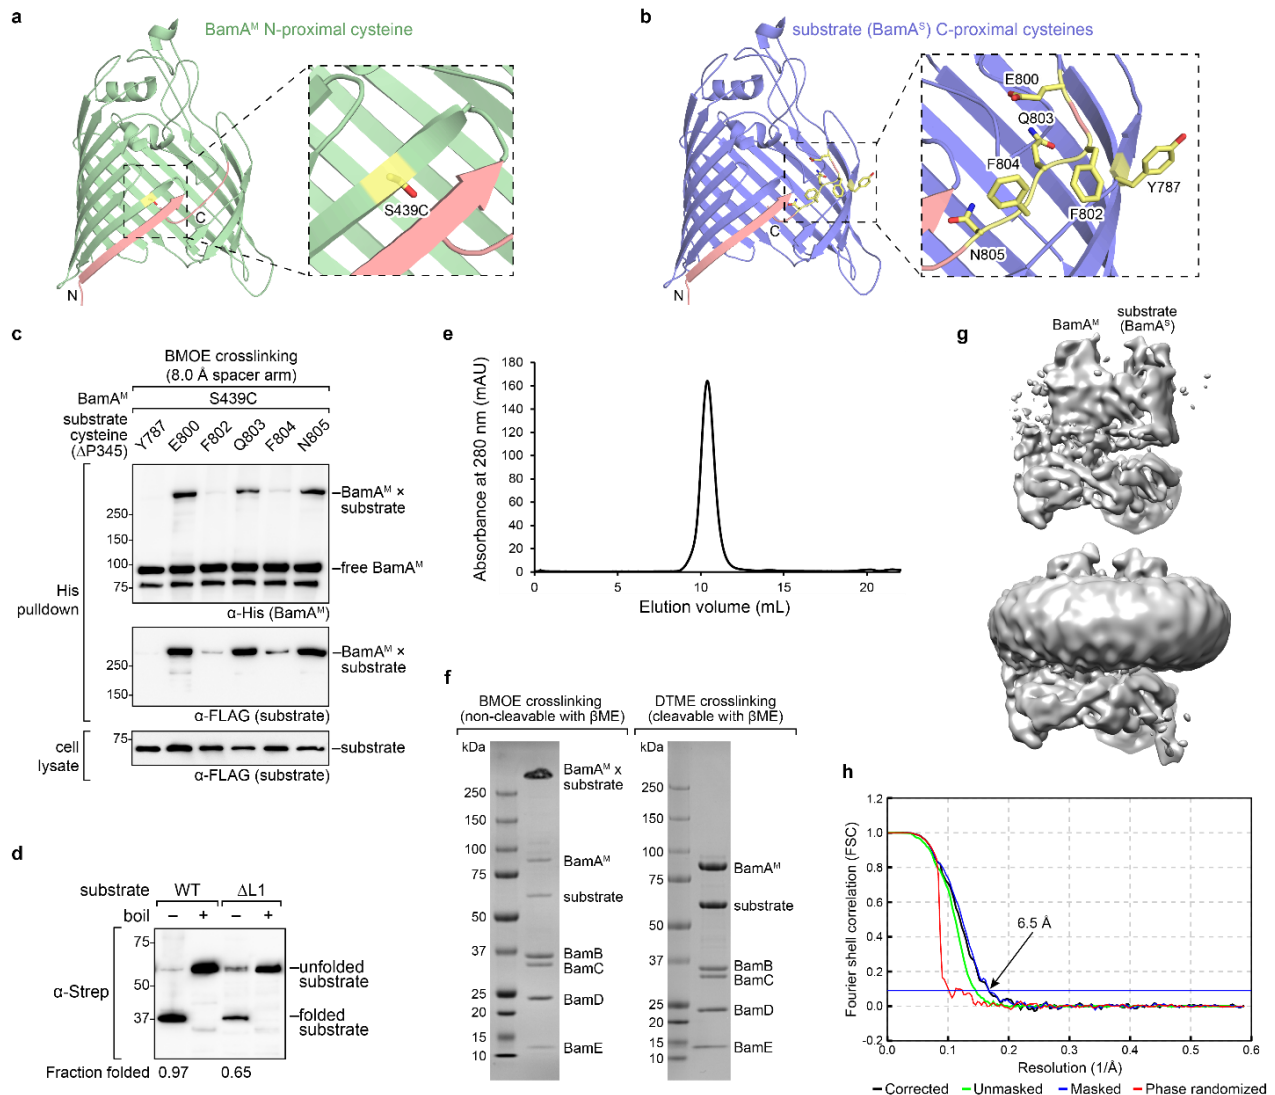 a
BamAᴹ N-proximal cysteine
S439C
C
N
b
substrate (BamAˢ) C-proximal cysteines
E800
Q803
F804
Y787
F802
N805
C
N
c
BMOE crosslinking
(8.0 Å spacer arm)
BamAᴹ
S439C
substrate
cysteine
(ΔP345)
Y787
E800
F802
Q803
F804
N805
His
pulldown
250
150
100
75
BamAᴹ ×
substrate
free BamAᴹ
α-His (BamAᴹ)
250
150
BamAᴹ ×
substrate
α-FLAG (substrate)
cell
lysate
75
substrate
α-FLAG (substrate)
d
substrate WT ΔL1
boil – + – +
α-Strep
75
50
37
unfolded
substrate
folded
substrate
Fraction folded 0.97 0.65
e
Absorbance at 280 nm (mAU)
180
160
140
120
100
80
60
40
20
0
0 5 10 15 20
Elution volume (mL)
f
BMOE crosslinking
(non-cleavable with βME)
kDa
250
150
100
75
50
37
25
20
15
10
BamAᴹ x
substrate
BamAᴹ
substrate
BamB
BamC
BamD
BamE
DTME crosslinking
(cleavable with βME)
kDa
250
150
100
75
50
37
25
20
15
10
BamAᴹ
substrate
BamB
BamC
BamD
BamE
g
BamAᴹ
substrate
(BamAˢ)
h
Fourier shell correlation (FSC)
1.2
1.0
0.8
0.6
0.4
0.2
0.0
-0.2
6.5 Å
0.0 0.1 0.2 0.3 0.4 0.5 0.6
Resolution (1/Å)
Corrected Unmasked Masked Phase randomized